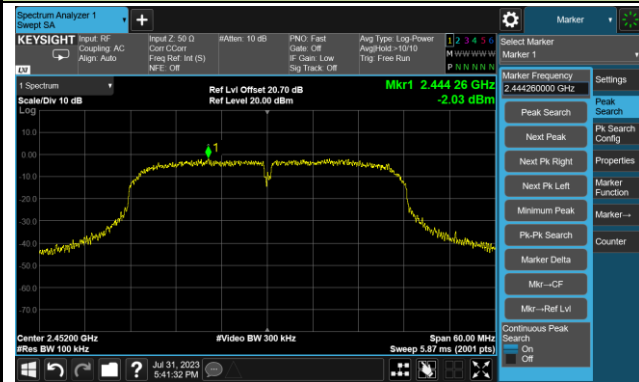 Spectrum Analyzer 1
Swept SA
+
Marker
KEYSIGHT
Input: RF
Coupling: AC
Align: Auto
Input Z: 50 Ω
Corr CCorr
Freq Ref: Int (S)
NFE: Off
#Atten: 10 dB
PNO: Fast
Gate: Off
IF Gain: Low
Sig Track: Off
Avg Type: Log-Power
Avg|Hold:>10/10
Trig: Free Run
1 2 3 4 5 6
M W W W W W
P N N N N N
LXI
Select Marker
Marker 1
1 Spectrum
Scale/Div 10 dB
Log
Ref Lvl Offset 20.70 dB
Ref Level 20.00 dBm
Mkr1 2.444 26 GHz
-2.03 dBm
10.0
0.00
-10.0
-20.0
-30.0
-40.0
-50.0
-60.0
-70.0
1
Center 2.45200 GHz
#Res BW 100 kHz
#Video BW 300 kHz
Span 60.00 MHz
Sweep 5.87 ms (2001 pts)
Marker Frequency
2.444260000 GHz
Peak Search
Next Peak
Next Pk Right
Next Pk Left
Minimum Peak
Pk-Pk Search
Marker Delta
Mkr→CF
Mkr→Ref Lvl
Continuous Peak
Search
On
Off
Settings
Peak
Search
Pk Search
Config
Properties
Marker
Function
Marker→
Counter
?
Jul 31, 2023
5:41:32 PM